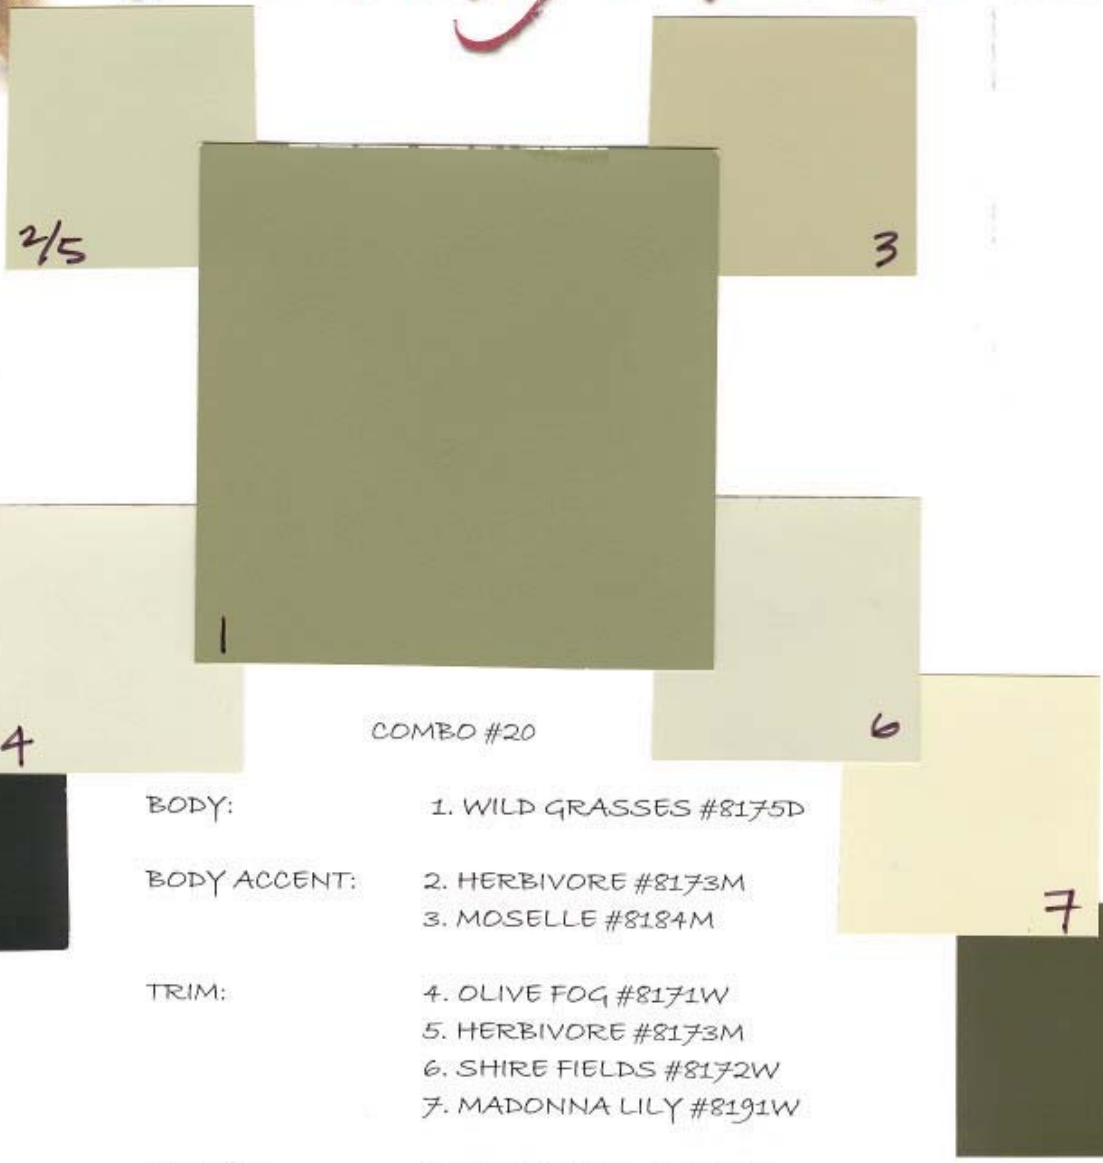 2/5
3
1
4
6
COMBO #20
7
BODY: 1. WILD GRASSES #8175D
BODY ACCENT: 2. HERBIVORE #8173M
3. MOSELLE #8184M
TRIM: 4. OLIVE FOG #8171W
5. HERBIVORE #8173M
6. SHIRE FIELDS #8172W
7. MADONNA LILY #8191W